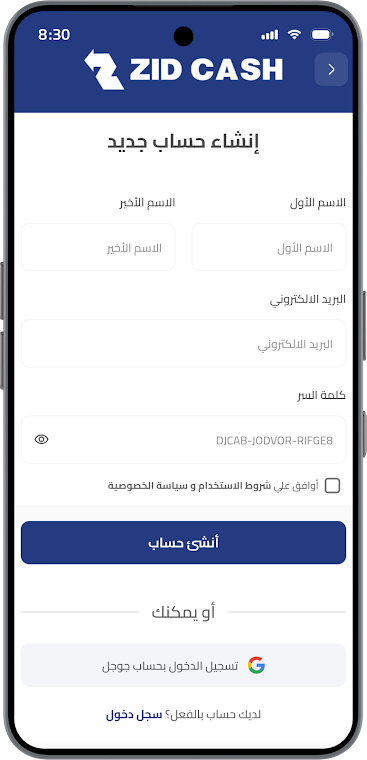 8:30
ZID CASH
إنشاء حساب جديد
الاسم الأول
الاسم الأخير
الاسم الأول
الاسم الأخير
البريد الالكتروني
البريد الالكتروني
كلمة السر
DJCAB-JODVOR-RIFGE8
أوافق علي شروط الاستخدام و سياسة الخصوصية
أنشئ حساب
أو يمكنك
تسجيل الدخول بحساب جوجل
لديك حساب بالفعل؟ سجل دخول